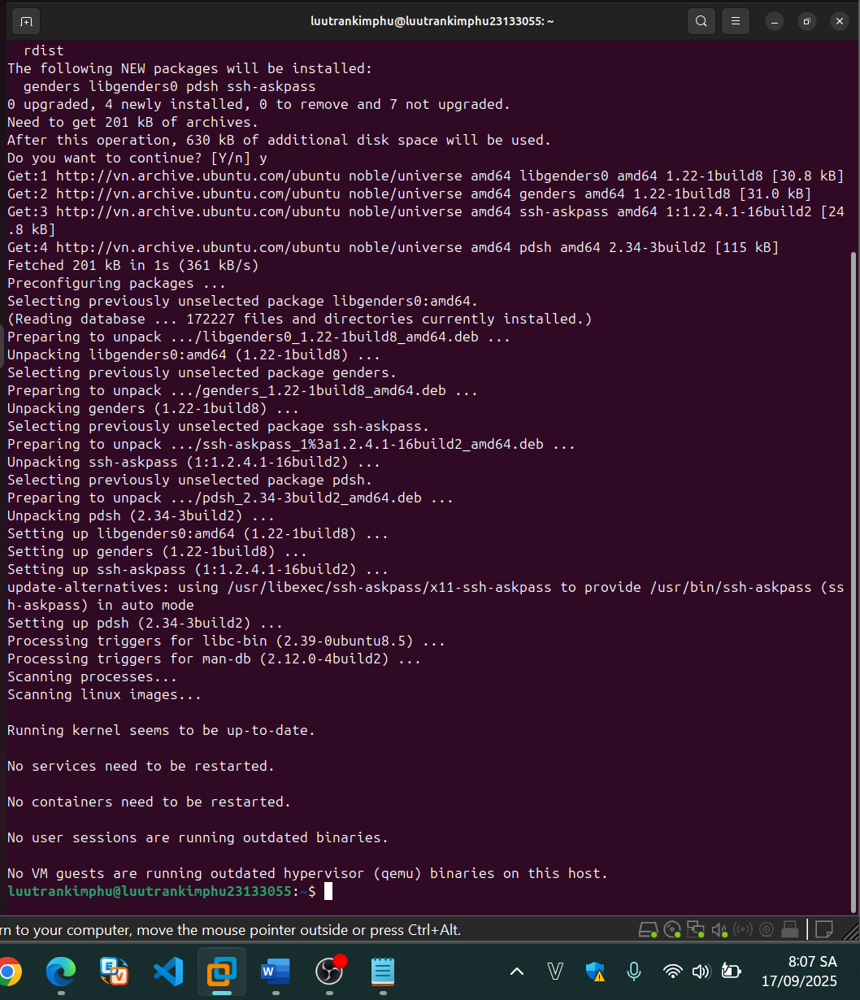 luutrankimphu@luutrankimphu23133055: ~
rdist
The following NEW packages will be installed:
genders libgenders0 pdsh ssh-askpass
0 upgraded, 4 newly installed, 0 to remove and 7 not upgraded.
Need to get 201 kB of archives.
After this operation, 630 kB of additional disk space will be used.
Do you want to continue? [Y/n] y
Get:1 http://vn.archive.ubuntu.com/ubuntu noble/universe amd64 libgenders0 amd64 1.22-1build8 [30.8 kB]
Get:2 http://vn.archive.ubuntu.com/ubuntu noble/universe amd64 genders amd64 1.22-1build8 [31.0 kB]
Get:3 http://vn.archive.ubuntu.com/ubuntu noble/universe amd64 ssh-askpass amd64 1:1.2.4.1-16build2 [24
.8 kB]
Get:4 http://vn.archive.ubuntu.com/ubuntu noble/universe amd64 pdsh amd64 2.34-3build2 [115 kB]
Fetched 201 kB in 1s (361 kB/s)
Preconfiguring packages ...
Selecting previously unselected package libgenders0:amd64.
(Reading database ... 172227 files and directories currently installed.)
Preparing to unpack .../libgenders0_1.22-1build8_amd64.deb ...
Unpacking libgenders0:amd64 (1.22-1build8) ...
Selecting previously unselected package genders.
Preparing to unpack .../genders_1.22-1build8_amd64.deb ...
Unpacking genders (1.22-1build8) ...
Selecting previously unselected package ssh-askpass.
Preparing to unpack .../ssh-askpass_1%3a1.2.4.1-16build2_amd64.deb ...
Unpacking ssh-askpass (1:1.2.4.1-16build2) ...
Selecting previously unselected package pdsh.
Preparing to unpack .../pdsh_2.34-3build2_amd64.deb ...
Unpacking pdsh (2.34-3build2) ...
Setting up libgenders0:amd64 (1.22-1build8) ...
Setting up genders (1.22-1build8) ...
Setting up ssh-askpass (1:1.2.4.1-16build2) ...
update-alternatives: using /usr/libexec/ssh-askpass/x11-ssh-askpass to provide /usr/bin/ssh-askpass (ss
h-askpass) in auto mode
Setting up pdsh (2.34-3build2) ...
Processing triggers for libc-bin (2.39-0ubuntu8.5) ...
Processing triggers for man-db (2.12.0-4build2) ...
Scanning processes...
Scanning linux images...
Running kernel seems to be up-to-date.
No services need to be restarted.
No containers need to be restarted.
No user sessions are running outdated binaries.
No VM guests are running outdated hypervisor (qemu) binaries on this host.
luutrankimphu@luutrankimphu23133055:~$
rn to your computer, move the mouse pointer outside or press Ctrl+Alt.
E
V
W
V
8:07 SA
17/09/2025